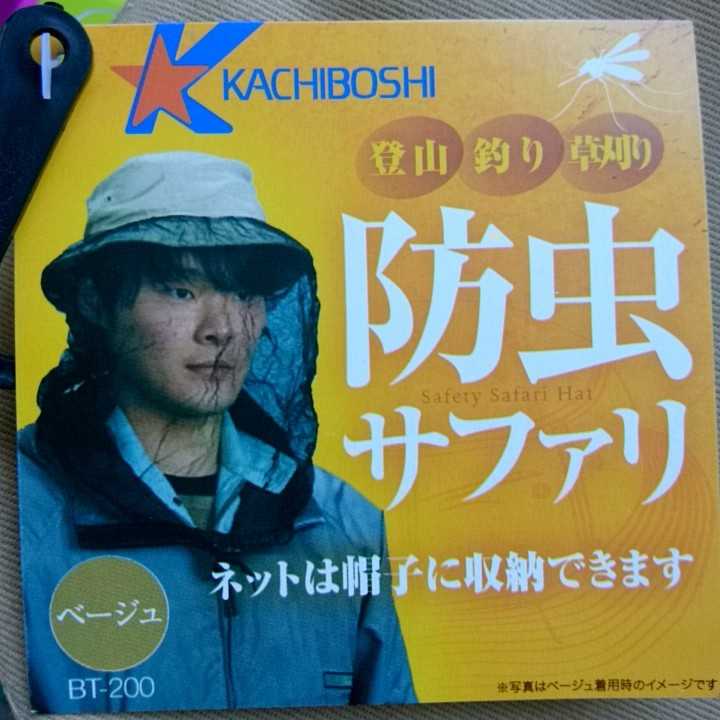 KACHIBOSHI
登山 釣り 草刈り
防虫
Safety Safari Hat
サファリ
ネットは帽子に収納できます
ベージュ
BT-200
※写真はベージュ着用時のイメージです